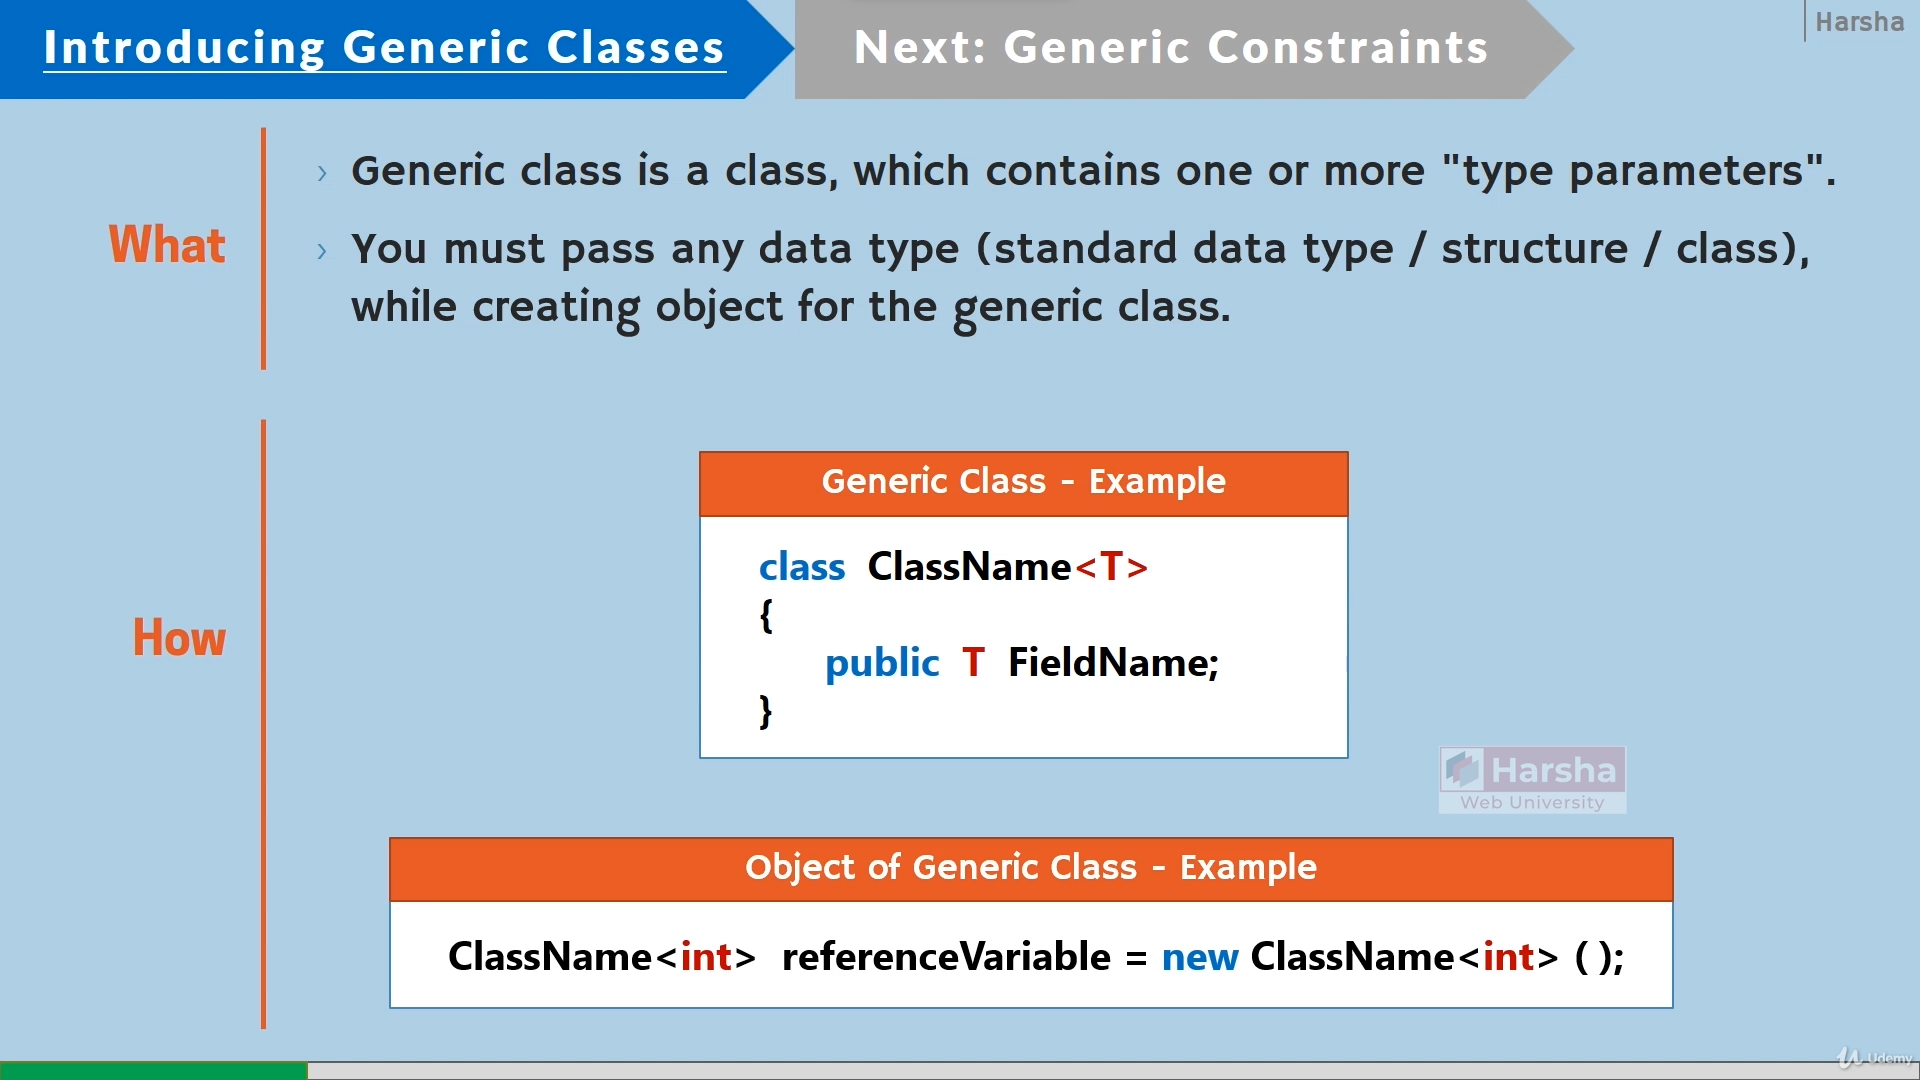 Introducing Generic Classes
Next: Generic Constraints
Harsha
What
› Generic class is a class, which contains one or more "type parameters".
› You must pass any data type (standard data type / structure / class),
while creating object for the generic class.
How
Generic Class - Example
class ClassName<T>
{
public T FieldName;
}
Harsha
Web University
Object of Generic Class - Example
ClassName<int> referenceVariable = new ClassName<int> ( );
Udemy